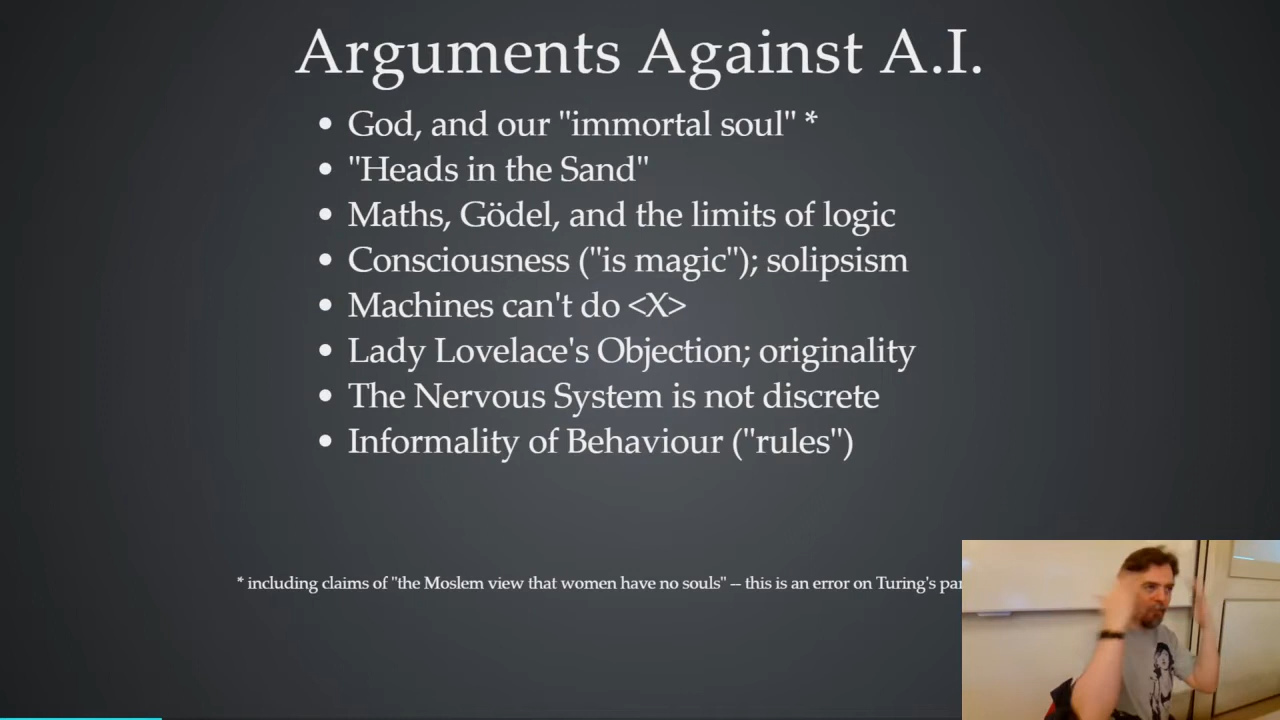 Arguments Against A.I.
• God, and our "immortal soul" *
• "Heads in the Sand"
• Maths, Gödel, and the limits of logic
• Consciousness ("is magic"); solipsism
• Machines can't do <X>
• Lady Lovelace's Objection; originality
• The Nervous System is not discrete
• Informality of Behaviour ("rules")
* including claims of "the Moslem view that women have no souls" – this is an error on Turing's